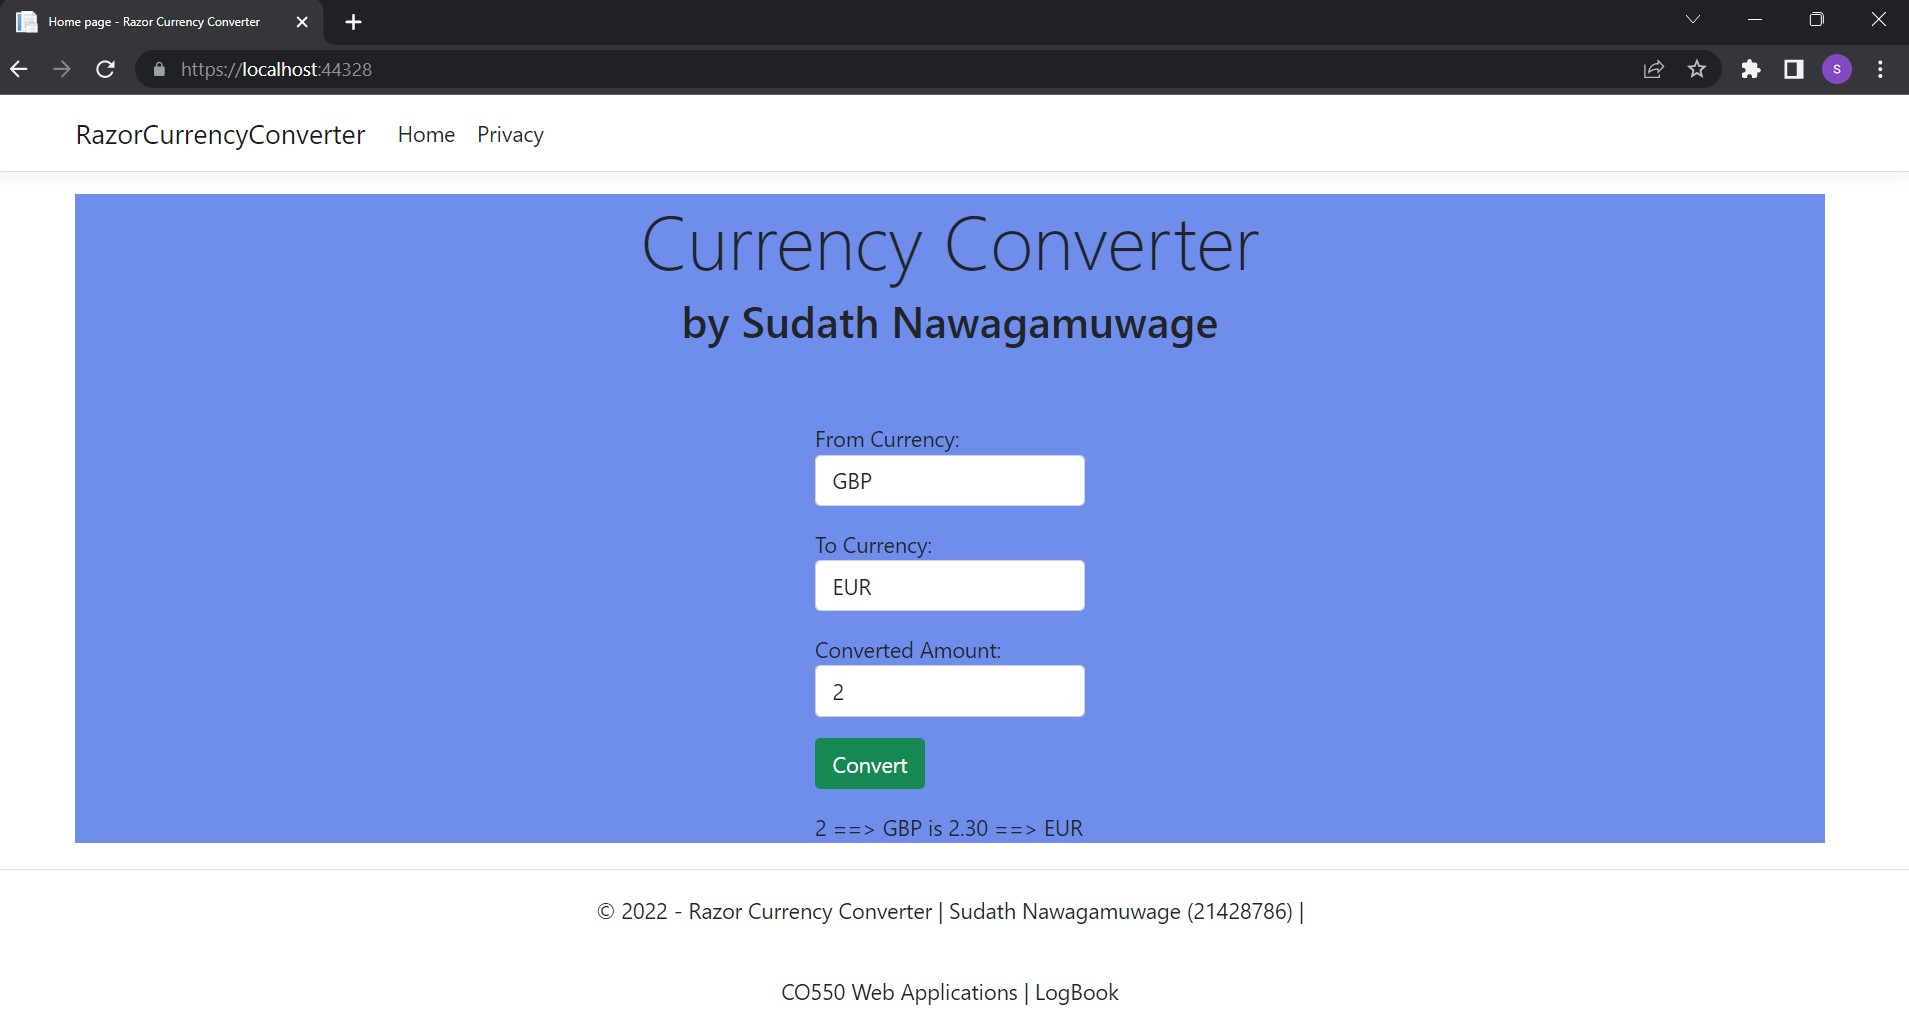 Home page - Razor Currency Converter
https://localhost:44328
S
RazorCurrencyConverter Home Privacy
Currency Converter
by Sudath Nawagamuwage
From Currency:
GBP
To Currency:
EUR
Converted Amount:
2
Convert
2 ==> GBP is 2.30 ==> EUR
© 2022 - Razor Currency Converter | Sudath Nawagamuwage (21428786) |
CO550 Web Applications | LogBook